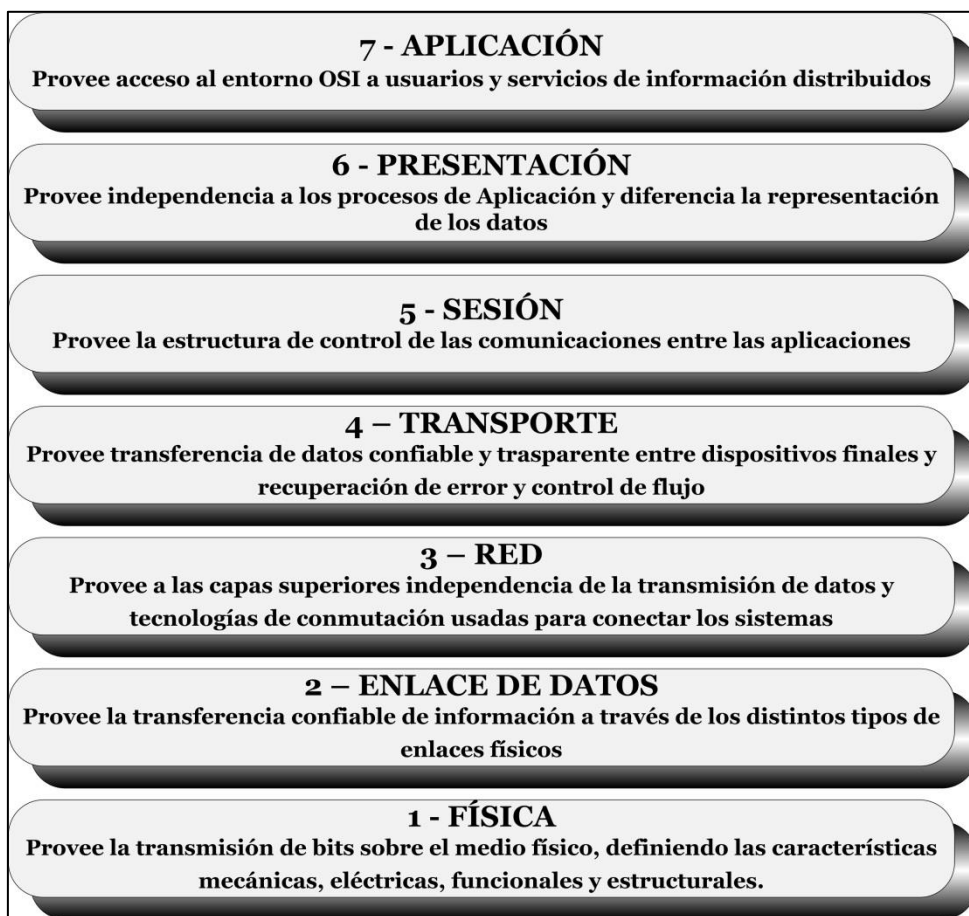 7 - APLICACIÓN
Provee acceso al entorno OSI a usuarios y servicios de información distribuidos
6 - PRESENTACIÓN
Provee independencia a los procesos de Aplicación y diferencia la representación
de los datos
5 - SESIÓN
Provee la estructura de control de las comunicaciones entre las aplicaciones
4 – TRANSPORTE
Provee transferencia de datos confiable y trasparente entre dispositivos finales y
recuperación de error y control de flujo
3 – RED
Provee a las capas superiores independencia de la transmisión de datos y
tecnologías de conmutación usadas para conectar los sistemas
2 – ENLACE DE DATOS
Provee la transferencia confiable de información a través de los distintos tipos de
enlaces físicos
1 - FÍSICA
Provee la transmisión de bits sobre el medio físico, definiendo las características
mecánicas, eléctricas, funcionales y estructurales.